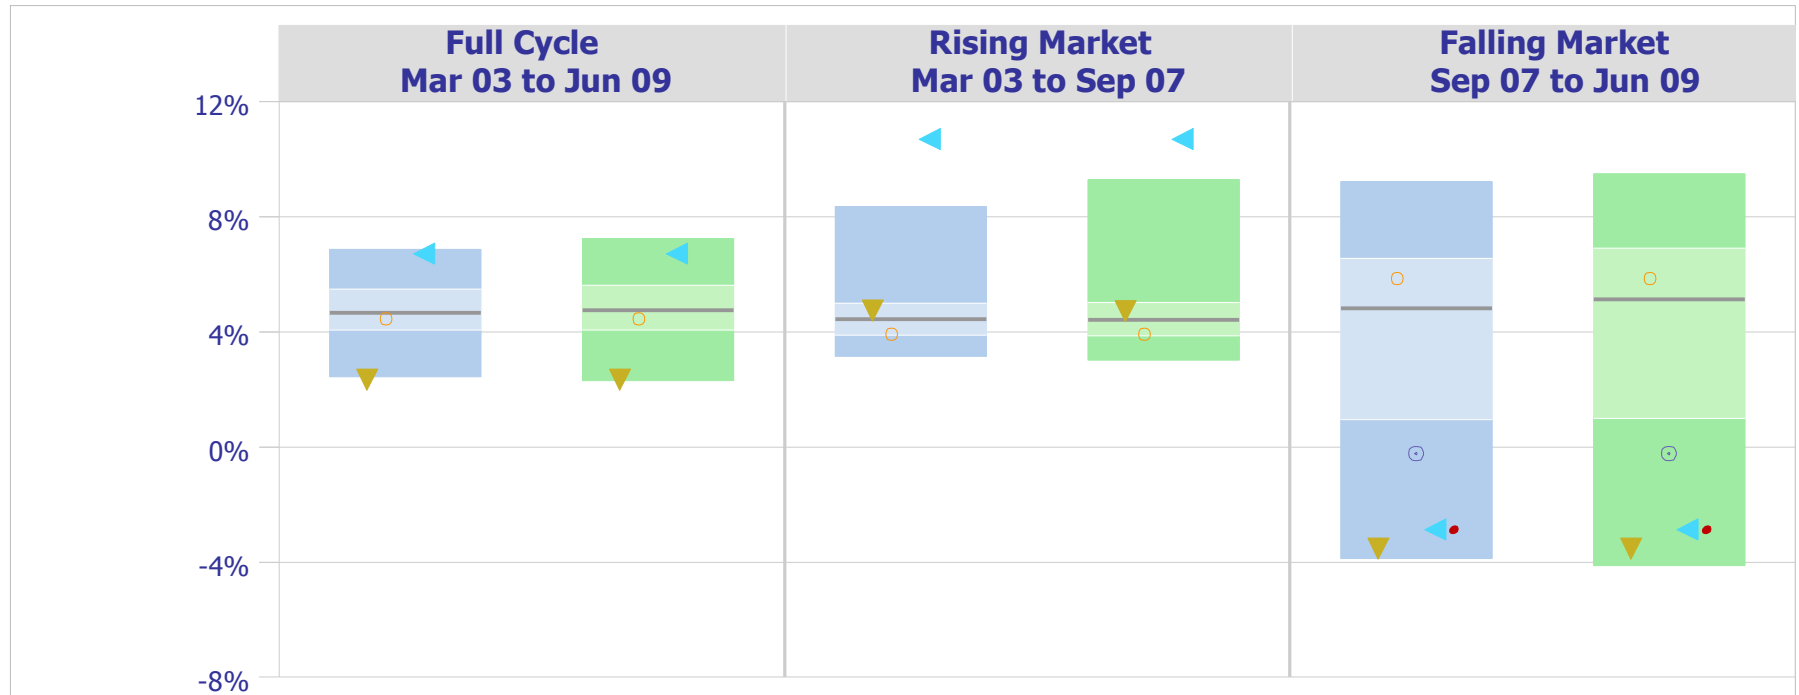 Full Cycle
Mar 03 to Jun 09
Rising Market
Mar 03 to Sep 07
Falling Market
Sep 07 to Jun 09
12%
8%
4%
0%
-4%
-8%